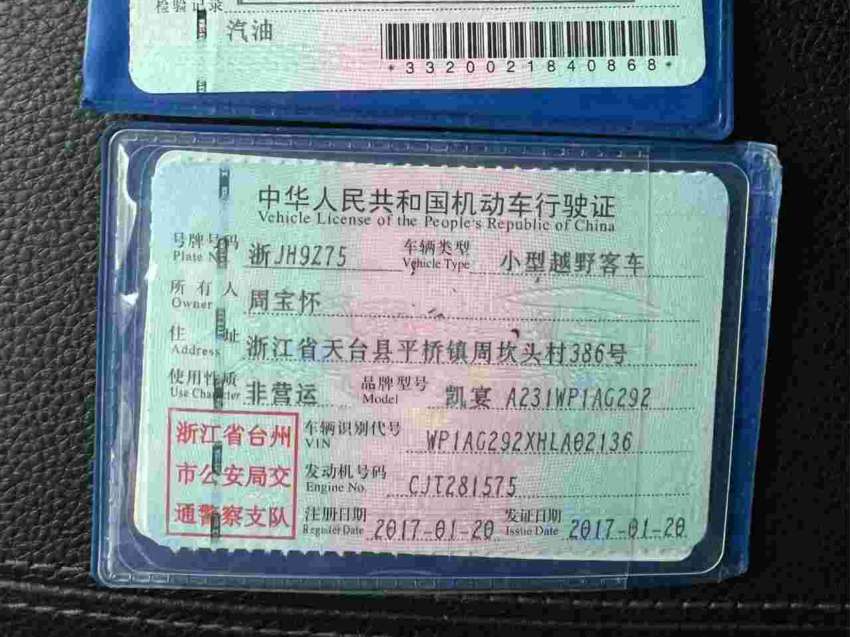 检验记录
汽油
*3320021840868*
中华人民共和国机动车行驶证
Vehicle License of the People's Republic of China
号牌号码 浙JH9Z75 车辆类型 小型越野客车
Plate No. Vehicle Type
所有人 周宝怀
Owner
住址 浙江省天台县平桥镇周坎头村386号
Address
使用性质 非营运 品牌型号 凯宴 A231WP1AG292
Use Character Model
浙江省台州
市公安局交
通警察支队
车辆识别代号 WP1AG292XHLA02136
VIN
发动机号码 CJT281575
Engine No.
注册日期 2017-01-20 发证日期 2017-01-20
Register Date Issue Date